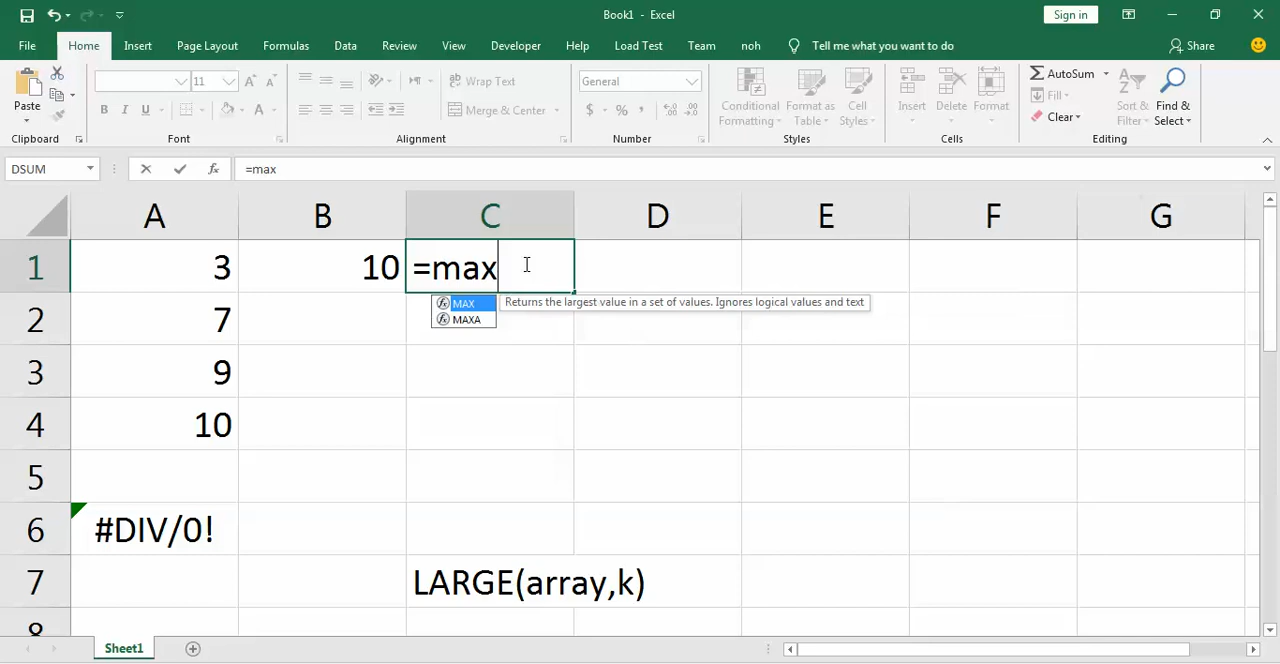 Book1 - Excel
Sign in
File Home Insert Page Layout Formulas Data Review View Developer Help Load Test Team noh Tell me what you want to do Share
Paste
Clipboard
11
B I U
A
Font
Wrap Text
Merge & Center
Alignment
General
$ % ,
Number
Conditional Formatting
Format as Table
Cell Styles
Styles
Insert Delete Format
Cells
AutoSum
Fill
Clear
Sort & Filter
Find & Select
Editing
DSUM
fx
=max
A B C D E F G
1 3 10 =max
MAX Returns the largest value in a set of values. Ignores logical values and text
MAXA
2 7
3 9
4 10
5
6 #DIV/0!
7 LARGE(array,k)
8
Sheet1